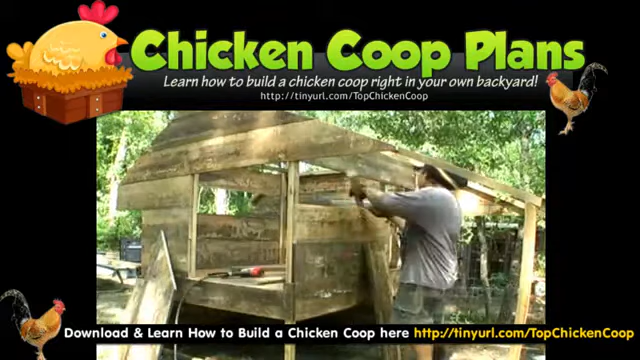 Chicken Coop Plans
Learn how to build a chicken coop right in your own backyard!
http://tinyurl.com/TopChickenCoop
Download & Learn How to Build a Chicken Coop here http://tinyurl.com/TopChickenCoop